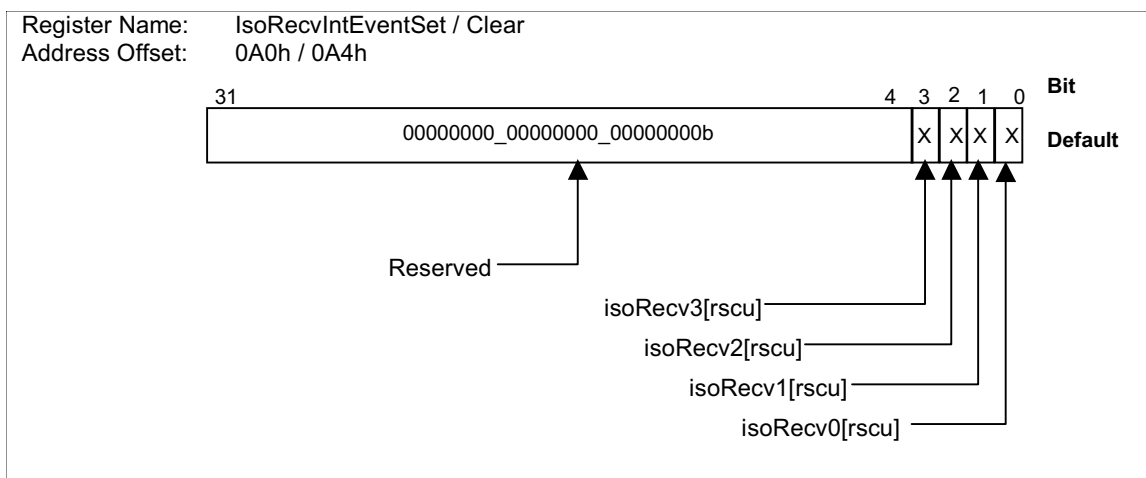 Register Name: IsoRecvIntEventSet / Clear
Address Offset: 0A0h / 0A4h
31 4 3 2 1 0 Bit
00000000_00000000_00000000b X X X X Default
Reserved
isoRecv3[rscu]
isoRecv2[rscu]
isoRecv1[rscu]
isoRecv0[rscu]